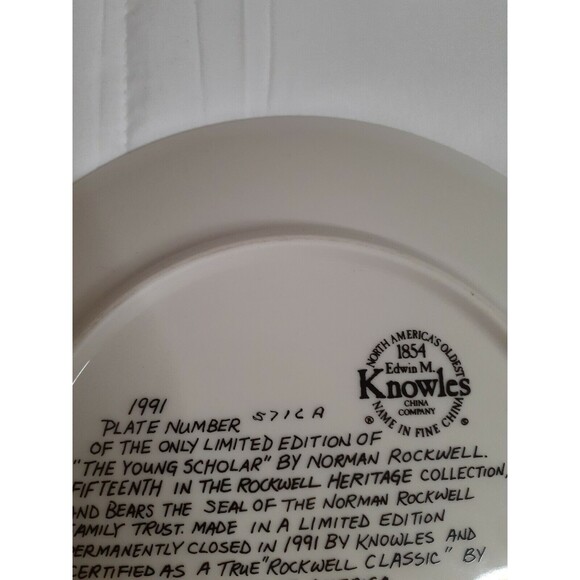 NORTH AMERICA'S OLDEST
1854
Edwin M.
Knowles
CHINA
COMPANY
® NAME IN FINE CHINA ®
1991
PLATE NUMBER 571CA
OF THE ONLY LIMITED EDITION OF
"THE YOUNG SCHOLAR" BY NORMAN ROCKWELL.
FIFTEENTH IN THE ROCKWELL HERITAGE COLLECTION,
AND BEARS THE SEAL OF THE NORMAN ROCKWELL
FAMILY TRUST. MADE IN A LIMITED EDITION
PERMANENTLY CLOSED IN 1991 BY KNOWLES AND
CERTIFIED AS A TRUE "ROCKWELL CLASSIC" BY